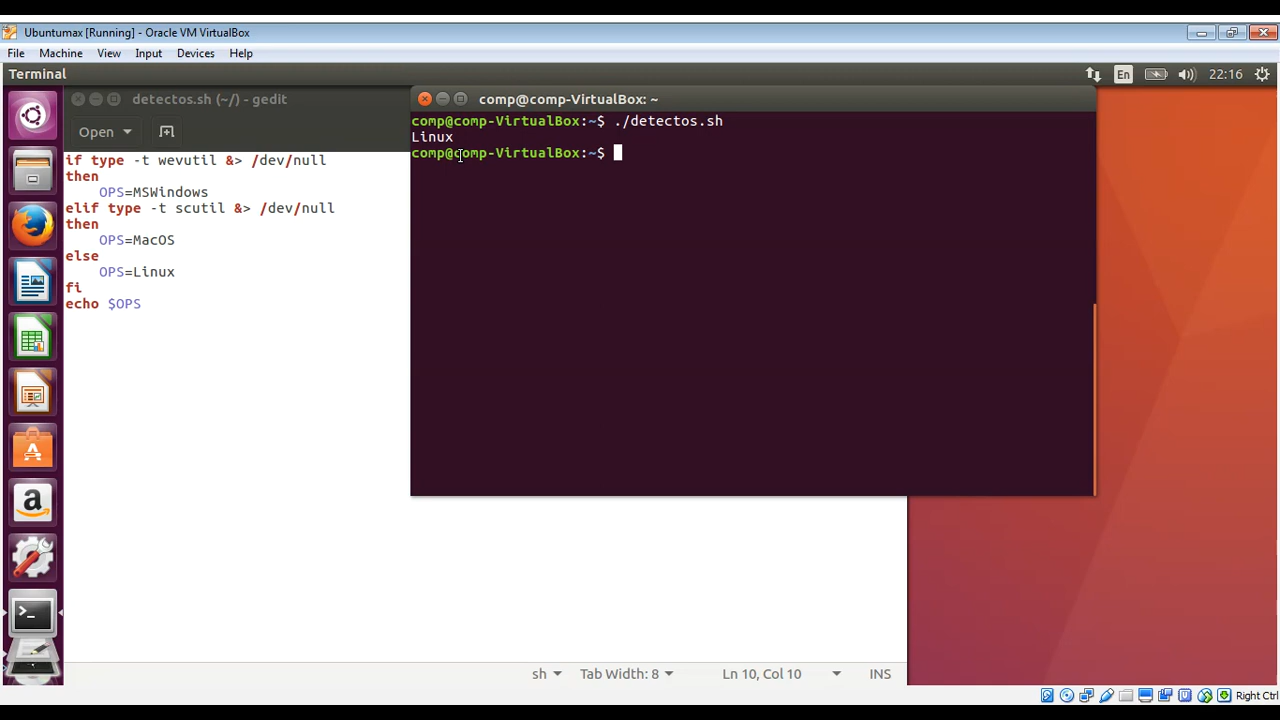 Ubuntumax [Running] - Oracle VM VirtualBox
File Machine View Input Devices Help
Terminal En 22:16
detectos.sh (~/) - gedit
Open
if type -t wevutil &> /dev/null
then
OPS=MSWindows
elif type -t scutil &> /dev/null
then
OPS=MacOS
else
OPS=Linux
fi
echo $OPS
comp@comp-VirtualBox: ~
comp@comp-VirtualBox:~$ ./detectos.sh
Linux
comp@comp-VirtualBox:~$
sh Tab Width: 8 Ln 10, Col 10 INS
Right Ctrl